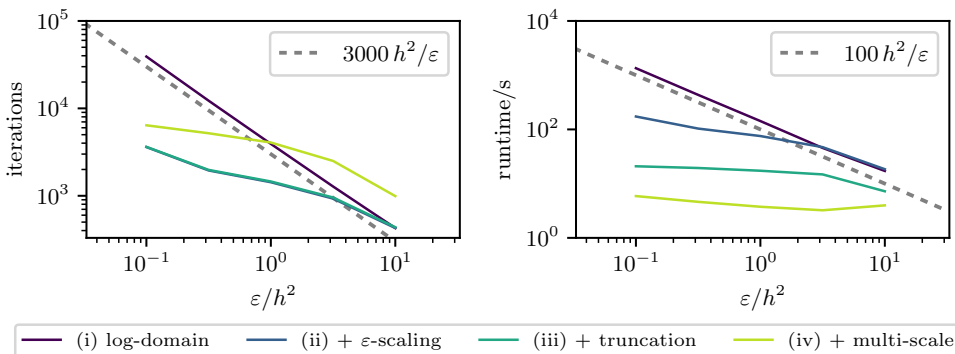 10^5
10^4
10^3
iterations
3000 h^2/ε
10^{-1}
10^0
10^1
ε/h^2
10^4
10^2
10^0
runtime/s
100 h^2/ε
10^{-1}
10^0
10^1
ε/h^2
(i) log-domain (ii) + ε-scaling (iii) + truncation (iv) + multi-scale